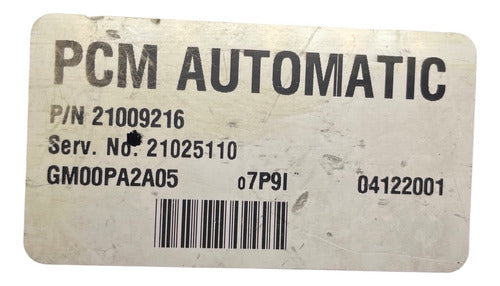 PCM AUTOMATIC
P/N 21009216
Serv. No. 21025110
GM00PA2A05 07P9I 04122001